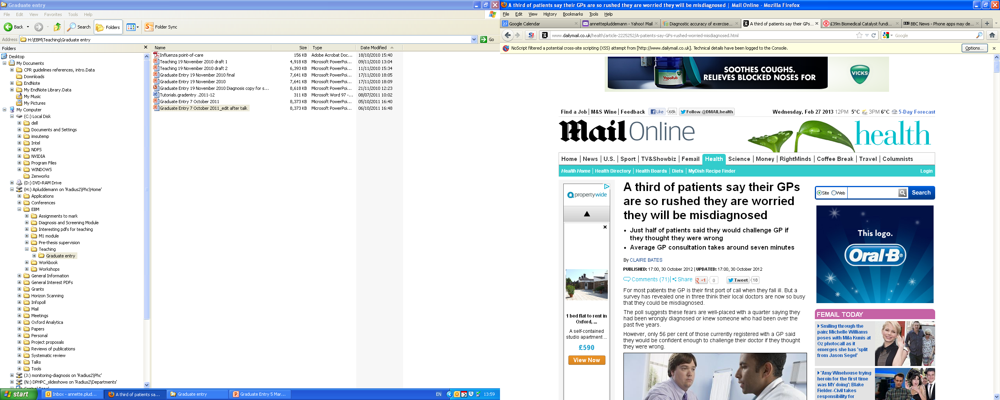 Graduate entry
File Edit View Favorites Tools Help
Back Search Folders Folder Sync
Address H:\EBM\Teaching\Graduate entry Go
Folders
Desktop
My Documents
CPR guidelines references, intro.Data
Downloads
EndNote
My EndNote Library.Data
My Music
My Pictures
My Computer
(C:) Local Disk
dell
Documents and Settings
imsutemp
Intel
NDPS
NVIDIA
Program Files
WINDOWS
Zenworks
(D:) DVD-RAM Drive
(H:) Apluddemann on 'Radius2\Phc\Home'
Applications
Conferences
EBM
Assignments to mark
Diagnosis and Screening Module
Interesting pdfs for teaching
M1 module
Pre-thesis supervision
Teaching
Graduate entry
Workbook
Workshops
General Information
General Interest PDFs
Grants
Horizon Scanning
Infopoll
Mail
Meetings
Oxford Analytica
Papers
Personal
Project proposals
Reviews of publications
Systematic review
Talks
Tools
(J:) monitoring-diagnosis on 'Radius2\Phc'
(N:) DPHPC_slideshows on 'Radius2\Departments'
Name Size Type Date Modified
Influenza point-of-care 156 KB Adobe Acrobat Doc... 18/10/2010 15:40
Teaching 19 November 2010 draft 1 4,918 KB Microsoft PowerPoi... 09/11/2010 13:04
Teaching 19 November 2010 draft 2 6,393 KB Microsoft PowerPoi... 11/11/2010 15:34
Graduate Entry 19 November 2010 final 7,641 KB Microsoft PowerPoi... 17/11/2010 18:05
Graduate Entry 19 November 2010 7,641 KB Microsoft PowerPoi... 17/11/2010 18:09
Graduate Entry 19 November 2010 Diagnosis copy for s... 8,618 KB Microsoft PowerPoi... 21/11/2010 12:23
Tutorials.gradentry .2011-12 311 KB Microsoft Word 97 -... 08/07/2011 10:02
Graduate Entry 7 October 2011 8,373 KB Microsoft PowerPoi... 05/10/2011 16:40
Graduate Entry 7 October 2011_edit after talk 8,373 KB Microsoft PowerPoi... 06/10/2011 16:48
start Inbox - annette.plud... A third of patients sa... Graduate entry Graduate Entry 5 Mar... EN 13:59
A third of patients say their GPs are so rushed they are worried they will be misdiagnosed | Mail Online - Mozilla Firefox
File Edit View History Bookmarks Tools Help
27 Google Calendar annettepluddemann - Yahoo! Mail Diagnostic accuracy of exercise... A third of patients say their GPs... £39m Biomedical Catalyst fundi... BBC BBC News - Phone apps may de...
www.dailymail.co.uk/health/article-2225252/A-patients-say-GPs-rushed-worried-misdiagnosed.html Google
NoScript filtered a potential cross-site scripting (XSS) attempt from [http://www.dailymail.co.uk]. Technical details have been logged to the Console. Options...
VapoRub
SOOTHES COUGHS.
RELIEVES BLOCKED NOSES FOR
VICKS
Find a Job | M&S Wine | Feedback Like 68k Follow @DMAILhealth Wednesday, Feb 27 2013 12PM 5°C 3PM 6°C 5-Day Forecast
Mail Online health
Home News U.S. Sport TV&Showbiz Femail Health Science Money RightMinds Coffee Break Travel Columnists
Health Home Health Directory Health Boards Diets MyDish Recipe Finder Login
propertywide
1 bed flat to rent in
Oxford, ...
A self-contained
studio apartment ...
£590
View Now
A third of patients say their GPs
are so rushed they are worried
they will be misdiagnosed
• Just half of patients said they would challenge GP if
they thought they were wrong
• Average GP consultation takes around seven minutes
By CLAIRE BATES
PUBLISHED: 17:00, 30 October 2012 | UPDATED: 17:00, 30 October 2012
Comments (71) Share +1 0 Tweet 18
For most patients the GP is their first port of call when they fall ill. But a
survey has revealed one in three think their local doctors are now so busy
that they could be misdiagnosed.
The poll suggests these fears are well-placed with a quarter saying they
had been wrongly diagnosed or knew someone who had been over the
past five years.
However, only 56 per cent of those currently registered with a GP said
they would be confident enough to challenge their doctor if they thought
they were wrong.
Site Web Search
This logo.
Oral-B
FEMAIL TODAY
Smiling through the
pain: Michelle Williams
poses with Mila Kunis at
Oz photocall as it
emerges she has 'split
from Jason Segel'
'Amy Winehouse trying
heroin for the first time
was MY doing': Blake
Fielder-Civil takes
responsibility for